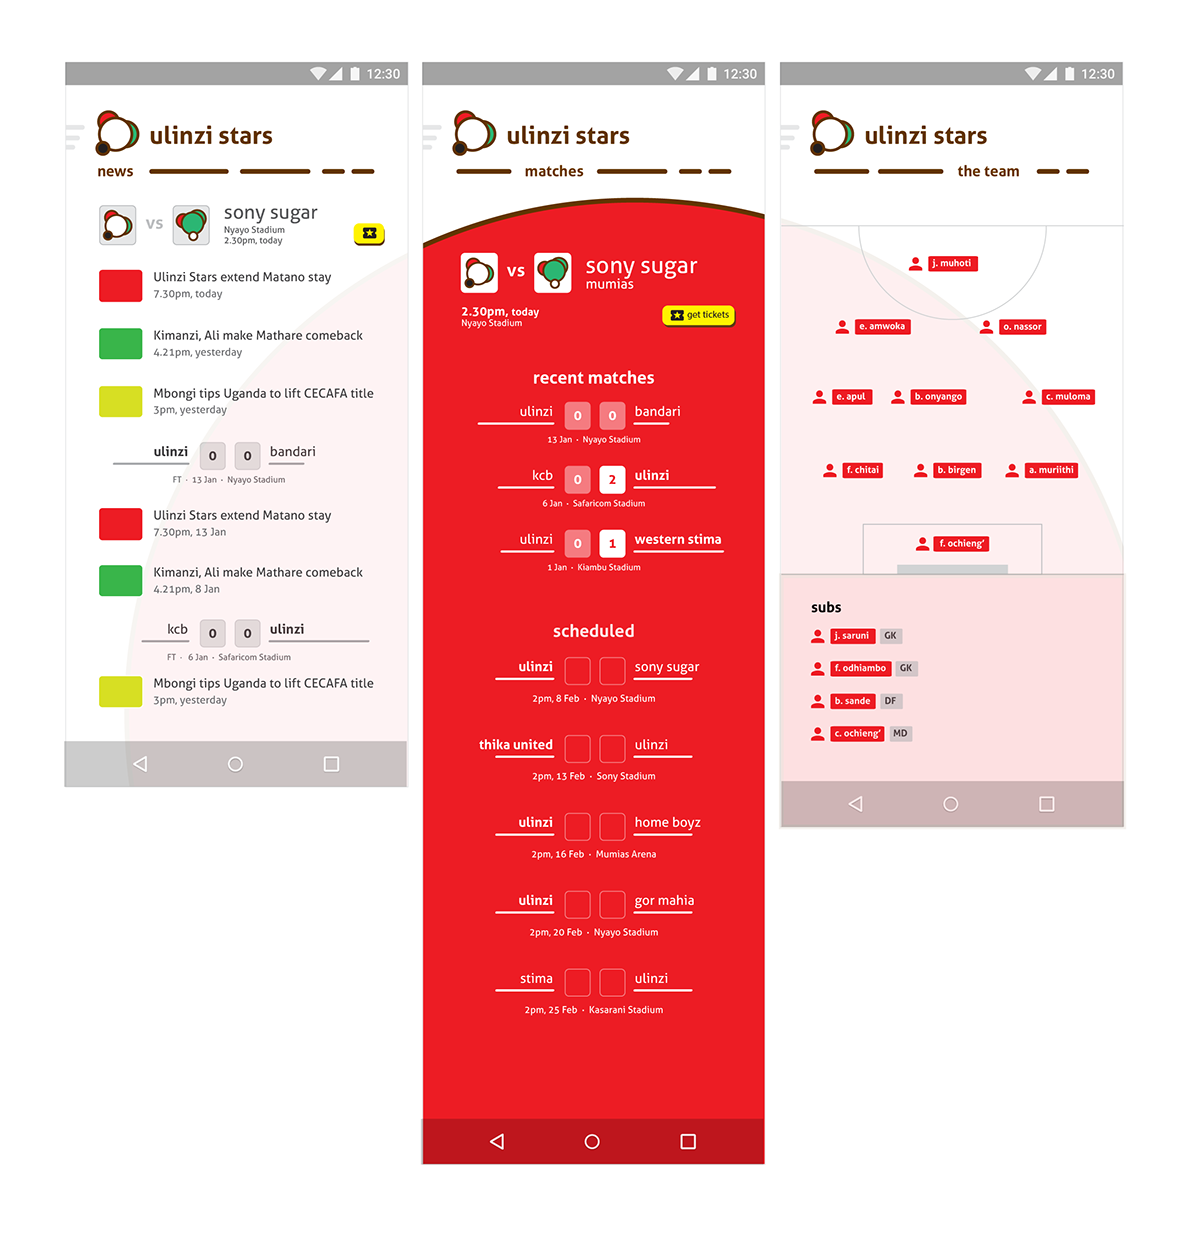 12:30
ulinzi stars
news
vs
sony sugar
Nyayo Stadium
2.30pm, today
Ulinzi Stars extend Matano stay
7.30pm, today
Kimanzi, Ali make Mathare comeback
4.21pm, yesterday
Mbongi tips Uganda to lift CECAFA title
3pm, yesterday
ulinzi 0 0 bandari
FT · 13 Jan · Nyayo Stadium
Ulinzi Stars extend Matano stay
7.30pm, 13 Jan
Kimanzi, Ali make Mathare comeback
4.21pm, 8 Jan
kcb 0 0 ulinzi
FT · 6 Jan · Safaricom Stadium
Mbongi tips Uganda to lift CECAFA title
3pm, yesterday
12:30
ulinzi stars
matches
vs
sony sugar
mumias
2.30pm, today
Nyayo Stadium
get tickets
recent matches
ulinzi 0 0 bandari
13 Jan · Nyayo Stadium
kcb 0 2 ulinzi
6 Jan · Safaricom Stadium
ulinzi 0 1 western stima
1 Jan · Kiambu Stadium
scheduled
ulinzi sony sugar
2pm, 8 Feb · Nyayo Stadium
thika united ulinzi
2pm, 13 Feb · Sony Stadium
ulinzi home boyz
2pm, 16 Feb · Mumias Arena
ulinzi gor mahia
2pm, 20 Feb · Nyayo Stadium
stima ulinzi
2pm, 25 Feb · Kasarani Stadium
12:30
ulinzi stars
the team
j. muhoti
e. amwoka o. nassor
e. apul b. onyango c. muloma
f. chitai b. birgen a. muriithi
f. ochieng'
subs
j. saruni GK
f. odhiambo GK
b. sande DF
c. ochieng' MD